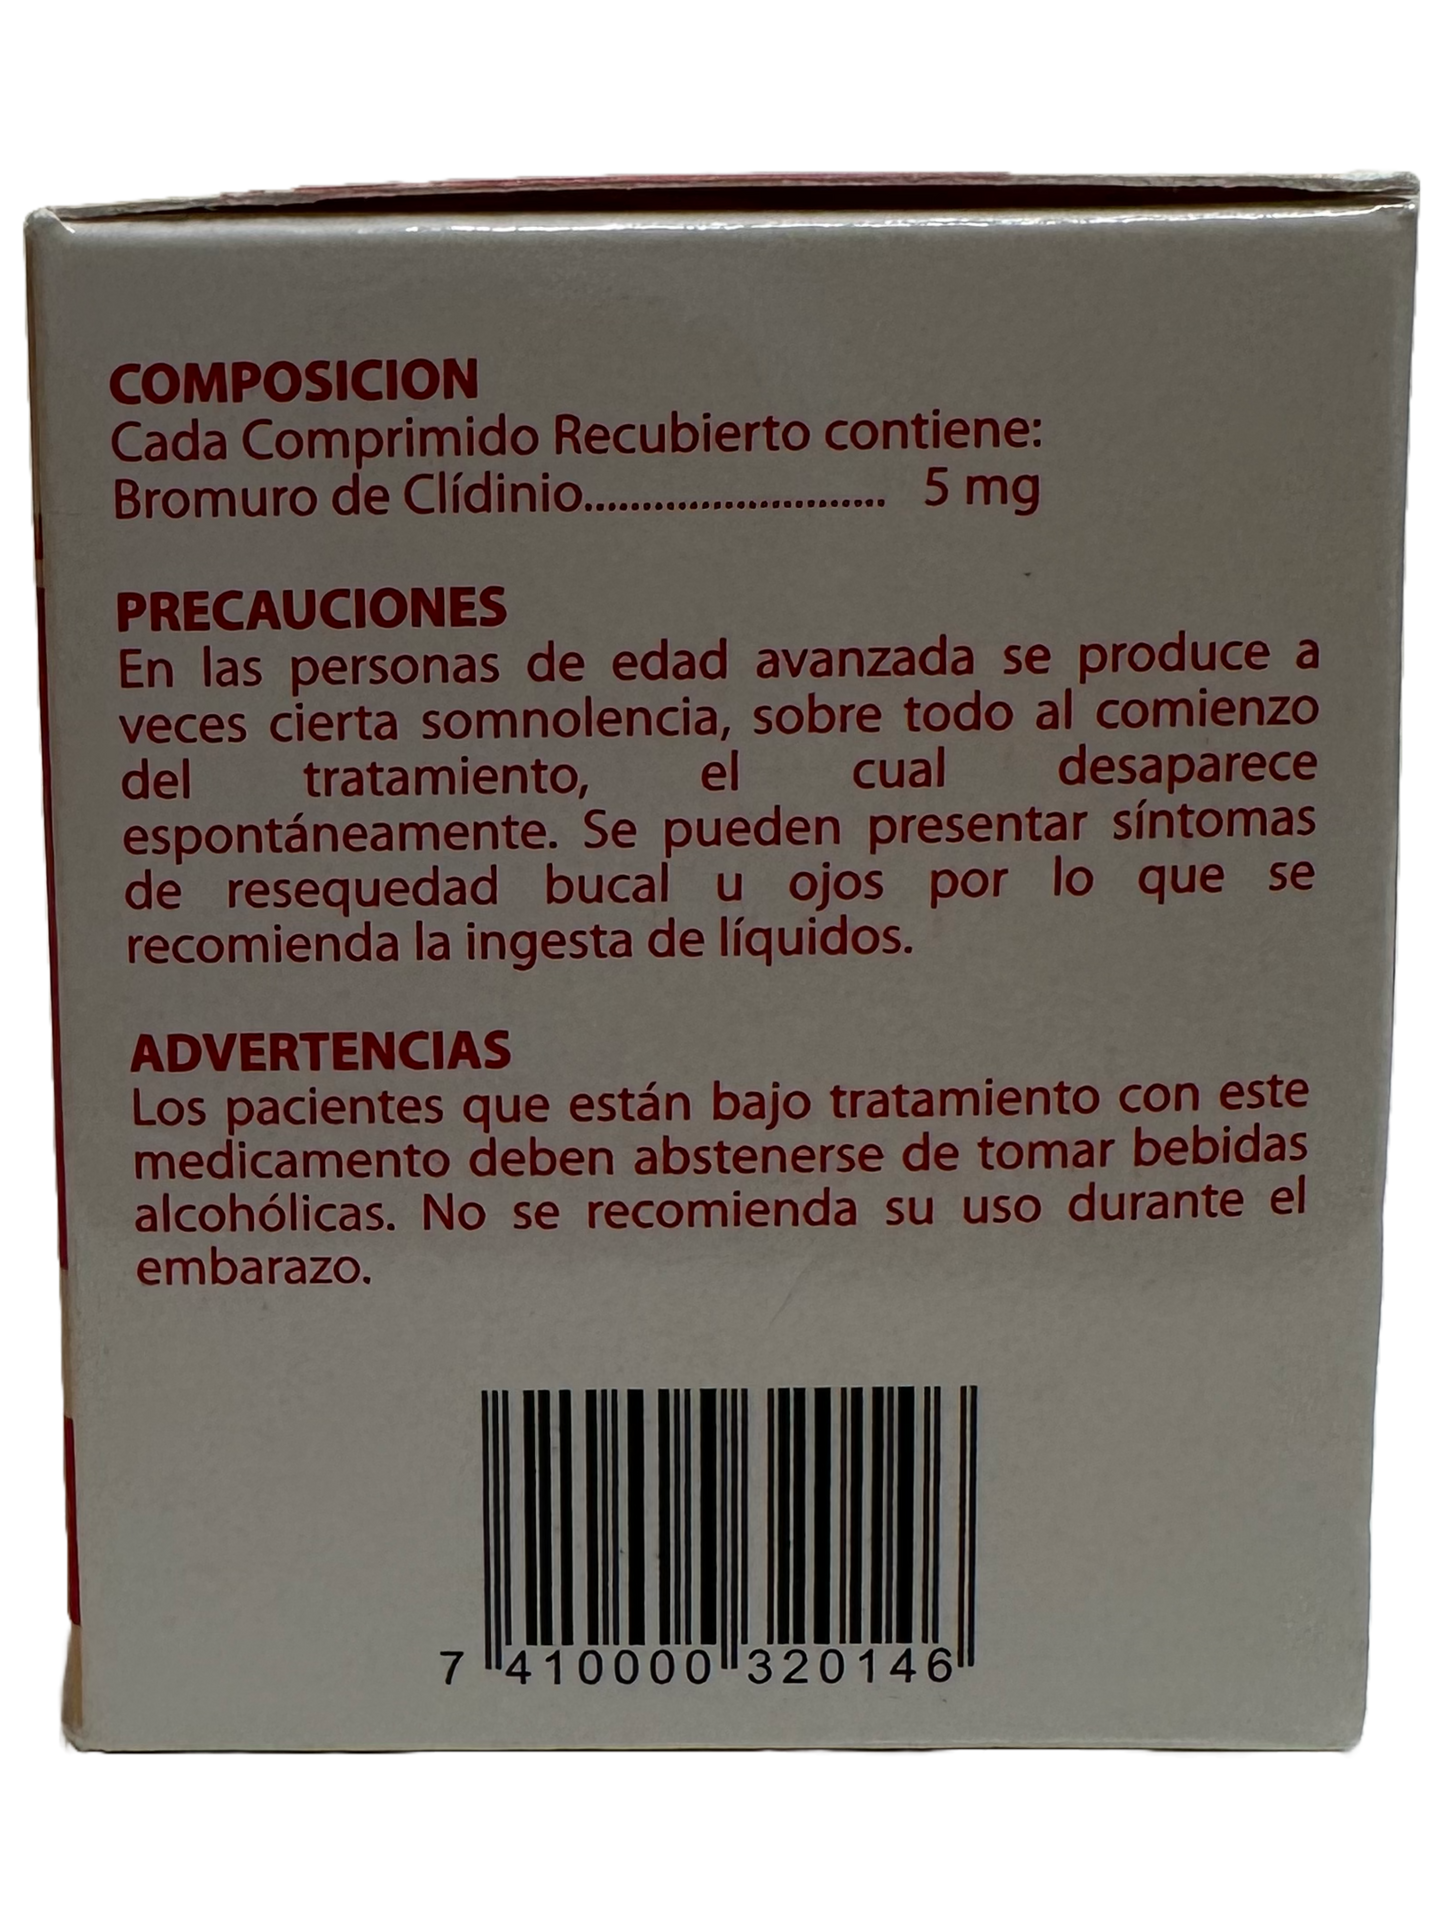 COMPOSICION
Cada Comprimido Recubierto contiene:
Bromuro de Clídinio.......................... 5 mg
PRECAUCIONES
En las personas de edad avanzada se produce a
veces cierta somnolencia, sobre todo al comienzo
del tratamiento, el cual desaparece
espontáneamente. Se pueden presentar síntomas
de resequedad bucal u ojos por lo que se
recomienda la ingesta de líquidos.
ADVERTENCIAS
Los pacientes que están bajo tratamiento con este
medicamento deben abstenerse de tomar bebidas
alcohólicas. No se recomienda su uso durante el
embarazo.
7 410000 320146